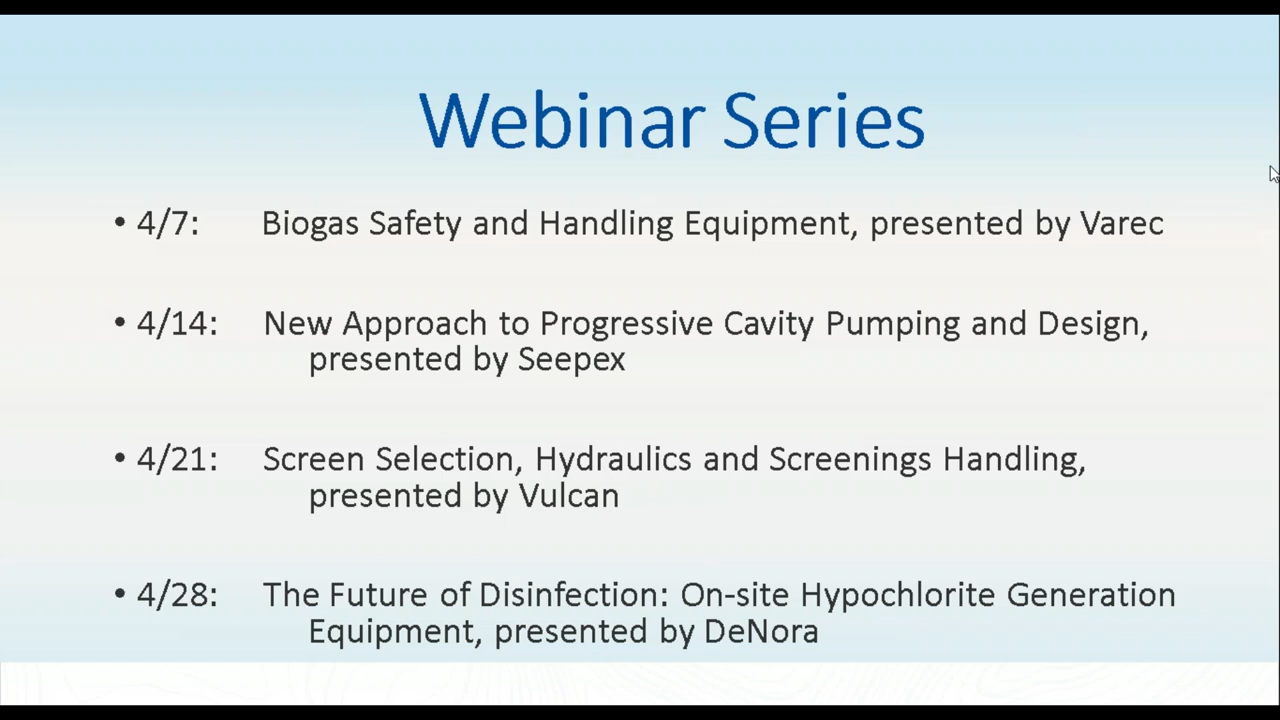 Webinar Series
• 4/7: Biogas Safety and Handling Equipment, presented by Varec
• 4/14: New Approach to Progressive Cavity Pumping and Design,
presented by Seepex
• 4/21: Screen Selection, Hydraulics and Screenings Handling,
presented by Vulcan
• 4/28: The Future of Disinfection: On-site Hypochlorite Generation
Equipment, presented by DeNora